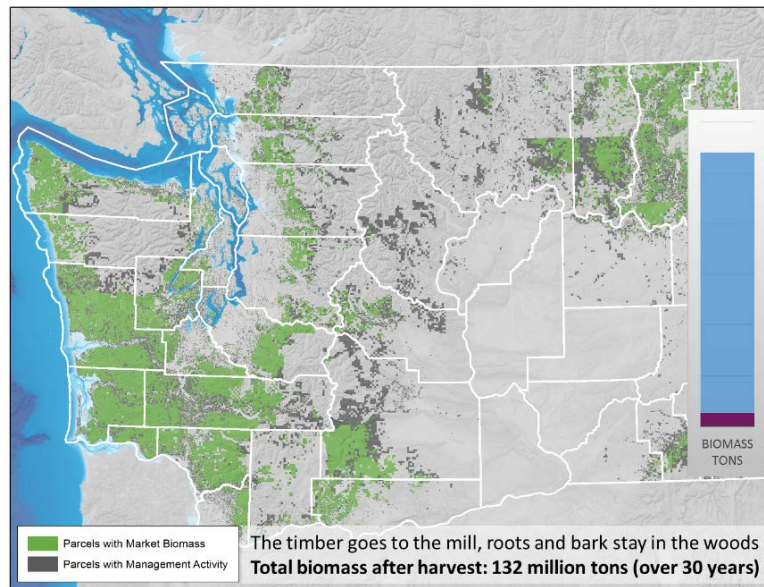 BIOMASS
TONS
Parcels with Market Biomass
Parcels with Management Activity
The timber goes to the mill, roots and bark stay in the woods
Total biomass after harvest: 132 million tons (over 30 years)